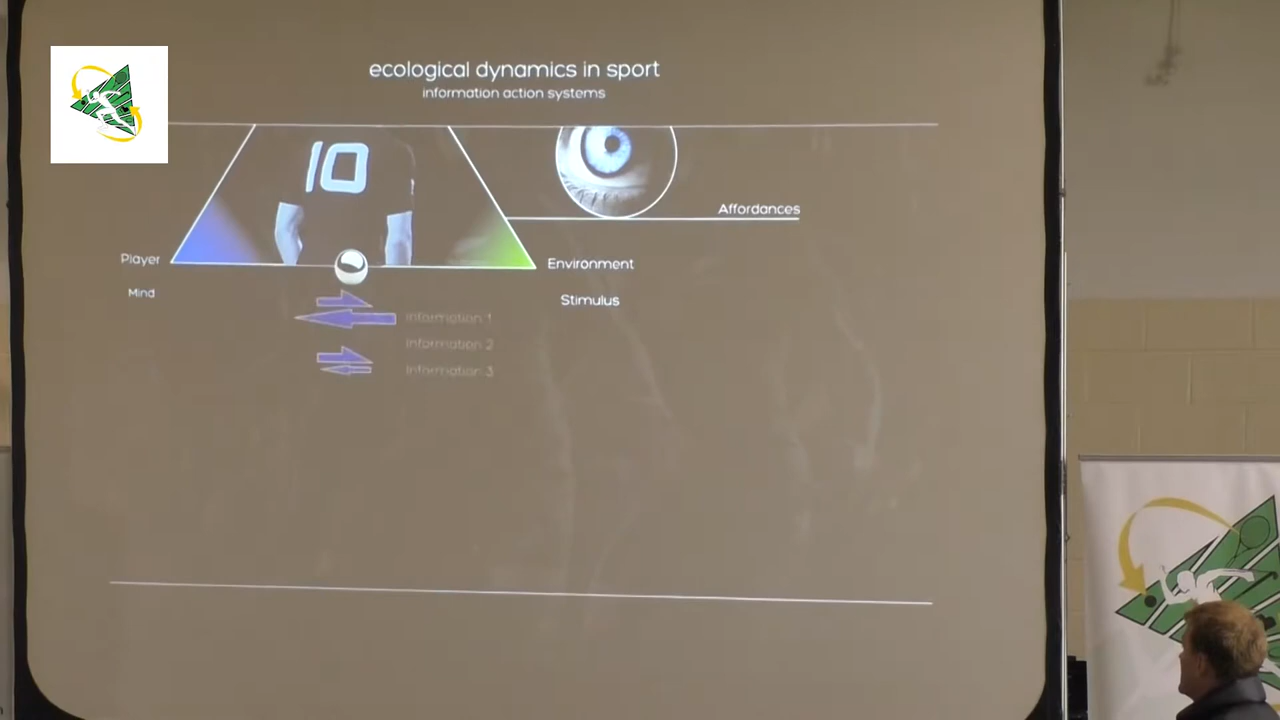 ecological dynamics in sport
information action systems
10
Affordances
Player
Environment
Mind
Stimulus
information 1
information 2
information 3